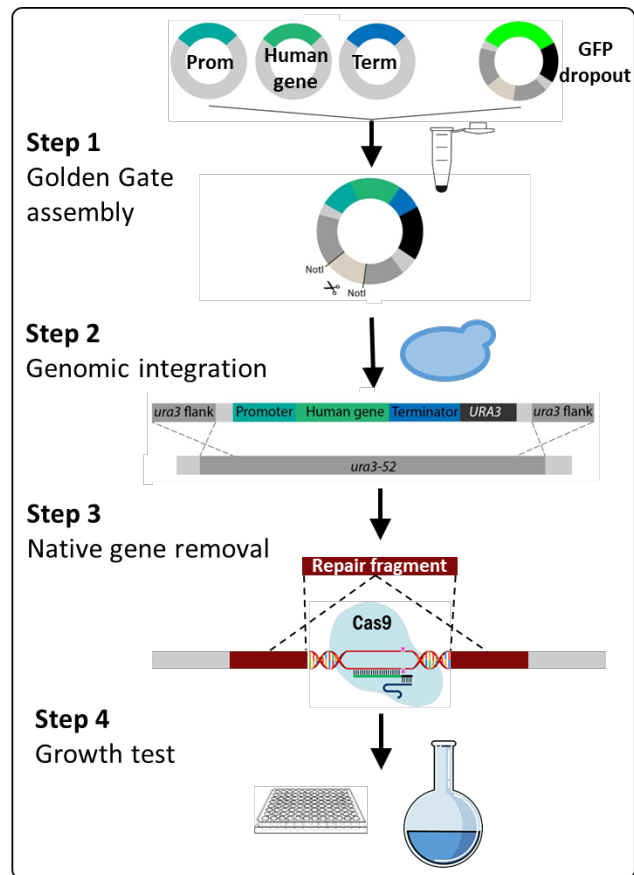 Prom
Human
gene
Term
GFP
dropout
Step 1
Golden Gate
assembly
NotI
NotI
Step 2
Genomic integration
ura3 flank
Promoter
Human gene
Terminator
URA3
ura3 flank
ura3-52
Step 3
Native gene removal
Repair fragment
Cas9
Step 4
Growth test